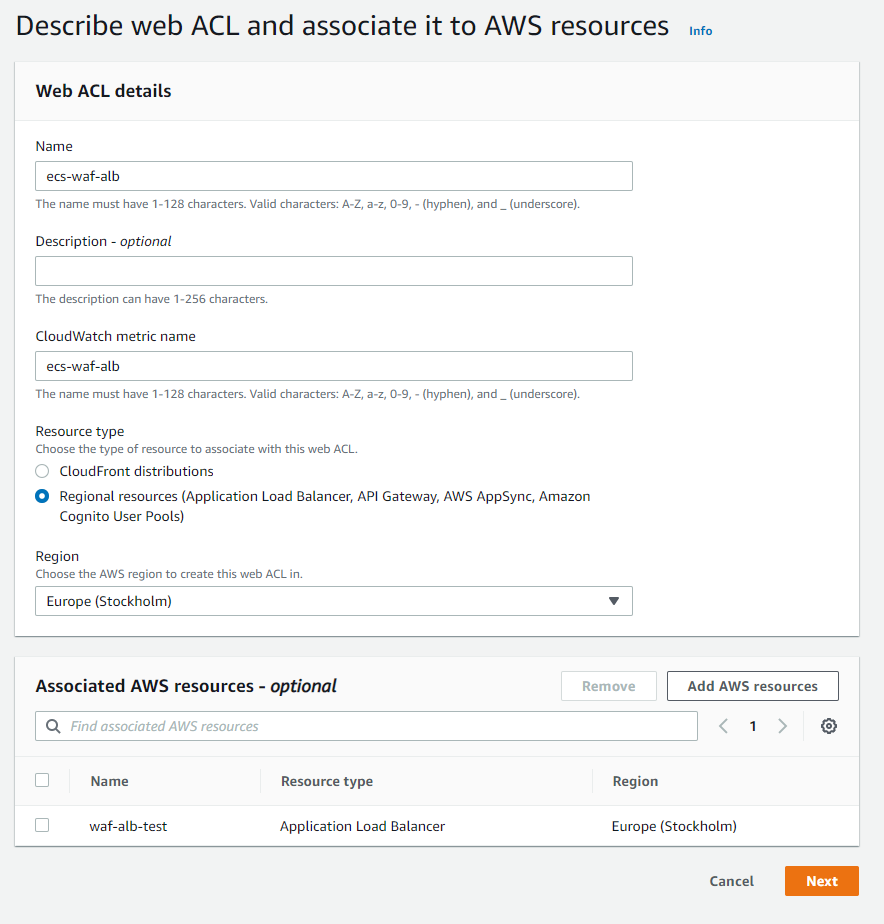 Describe web ACL and associate it to AWS resources Info
Web ACL details
Name
ecs-waf-alb
The name must have 1-128 characters. Valid characters: A-Z, a-z, 0-9, - (hyphen), and _ (underscore).
Description - optional
The description can have 1-256 characters.
CloudWatch metric name
ecs-waf-alb
The name must have 1-128 characters. Valid characters: A-Z, a-z, 0-9, - (hyphen), and _ (underscore).
Resource type
Choose the type of resource to associate with this web ACL.
CloudFront distributions
Regional resources (Application Load Balancer, API Gateway, AWS AppSync, Amazon
Cognito User Pools)
Region
Choose the AWS region to create this web ACL in.
Europe (Stockholm)
Associated AWS resources - optional Remove Add AWS resources
Find associated AWS resources 1
Name Resource type Region
waf-alb-test Application Load Balancer Europe (Stockholm)
Cancel Next